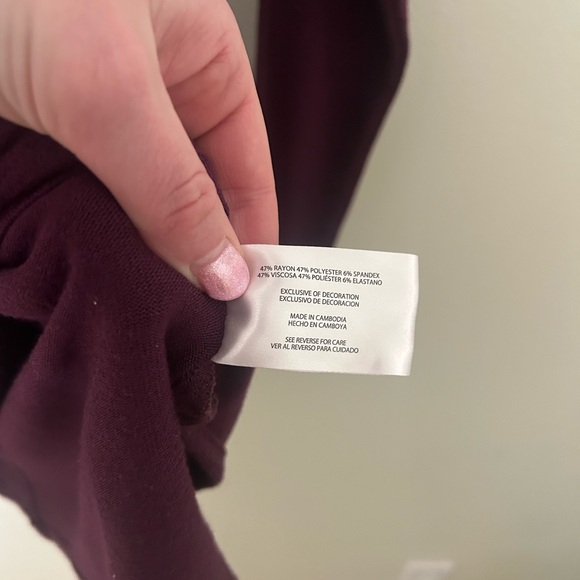 47% RAYON 47% POLYESTER 6% SPANDEX
47% VISCOSA 47% POLIÉSTER 6% ELASTANO
EXCLUSIVE OF DECORATION
EXCLUSIVO DE DECORACION
MADE IN CAMBODIA
HECHO EN CAMBOYA
SEE REVERSE FOR CARE
VER AL REVERSO PARA CUIDADO